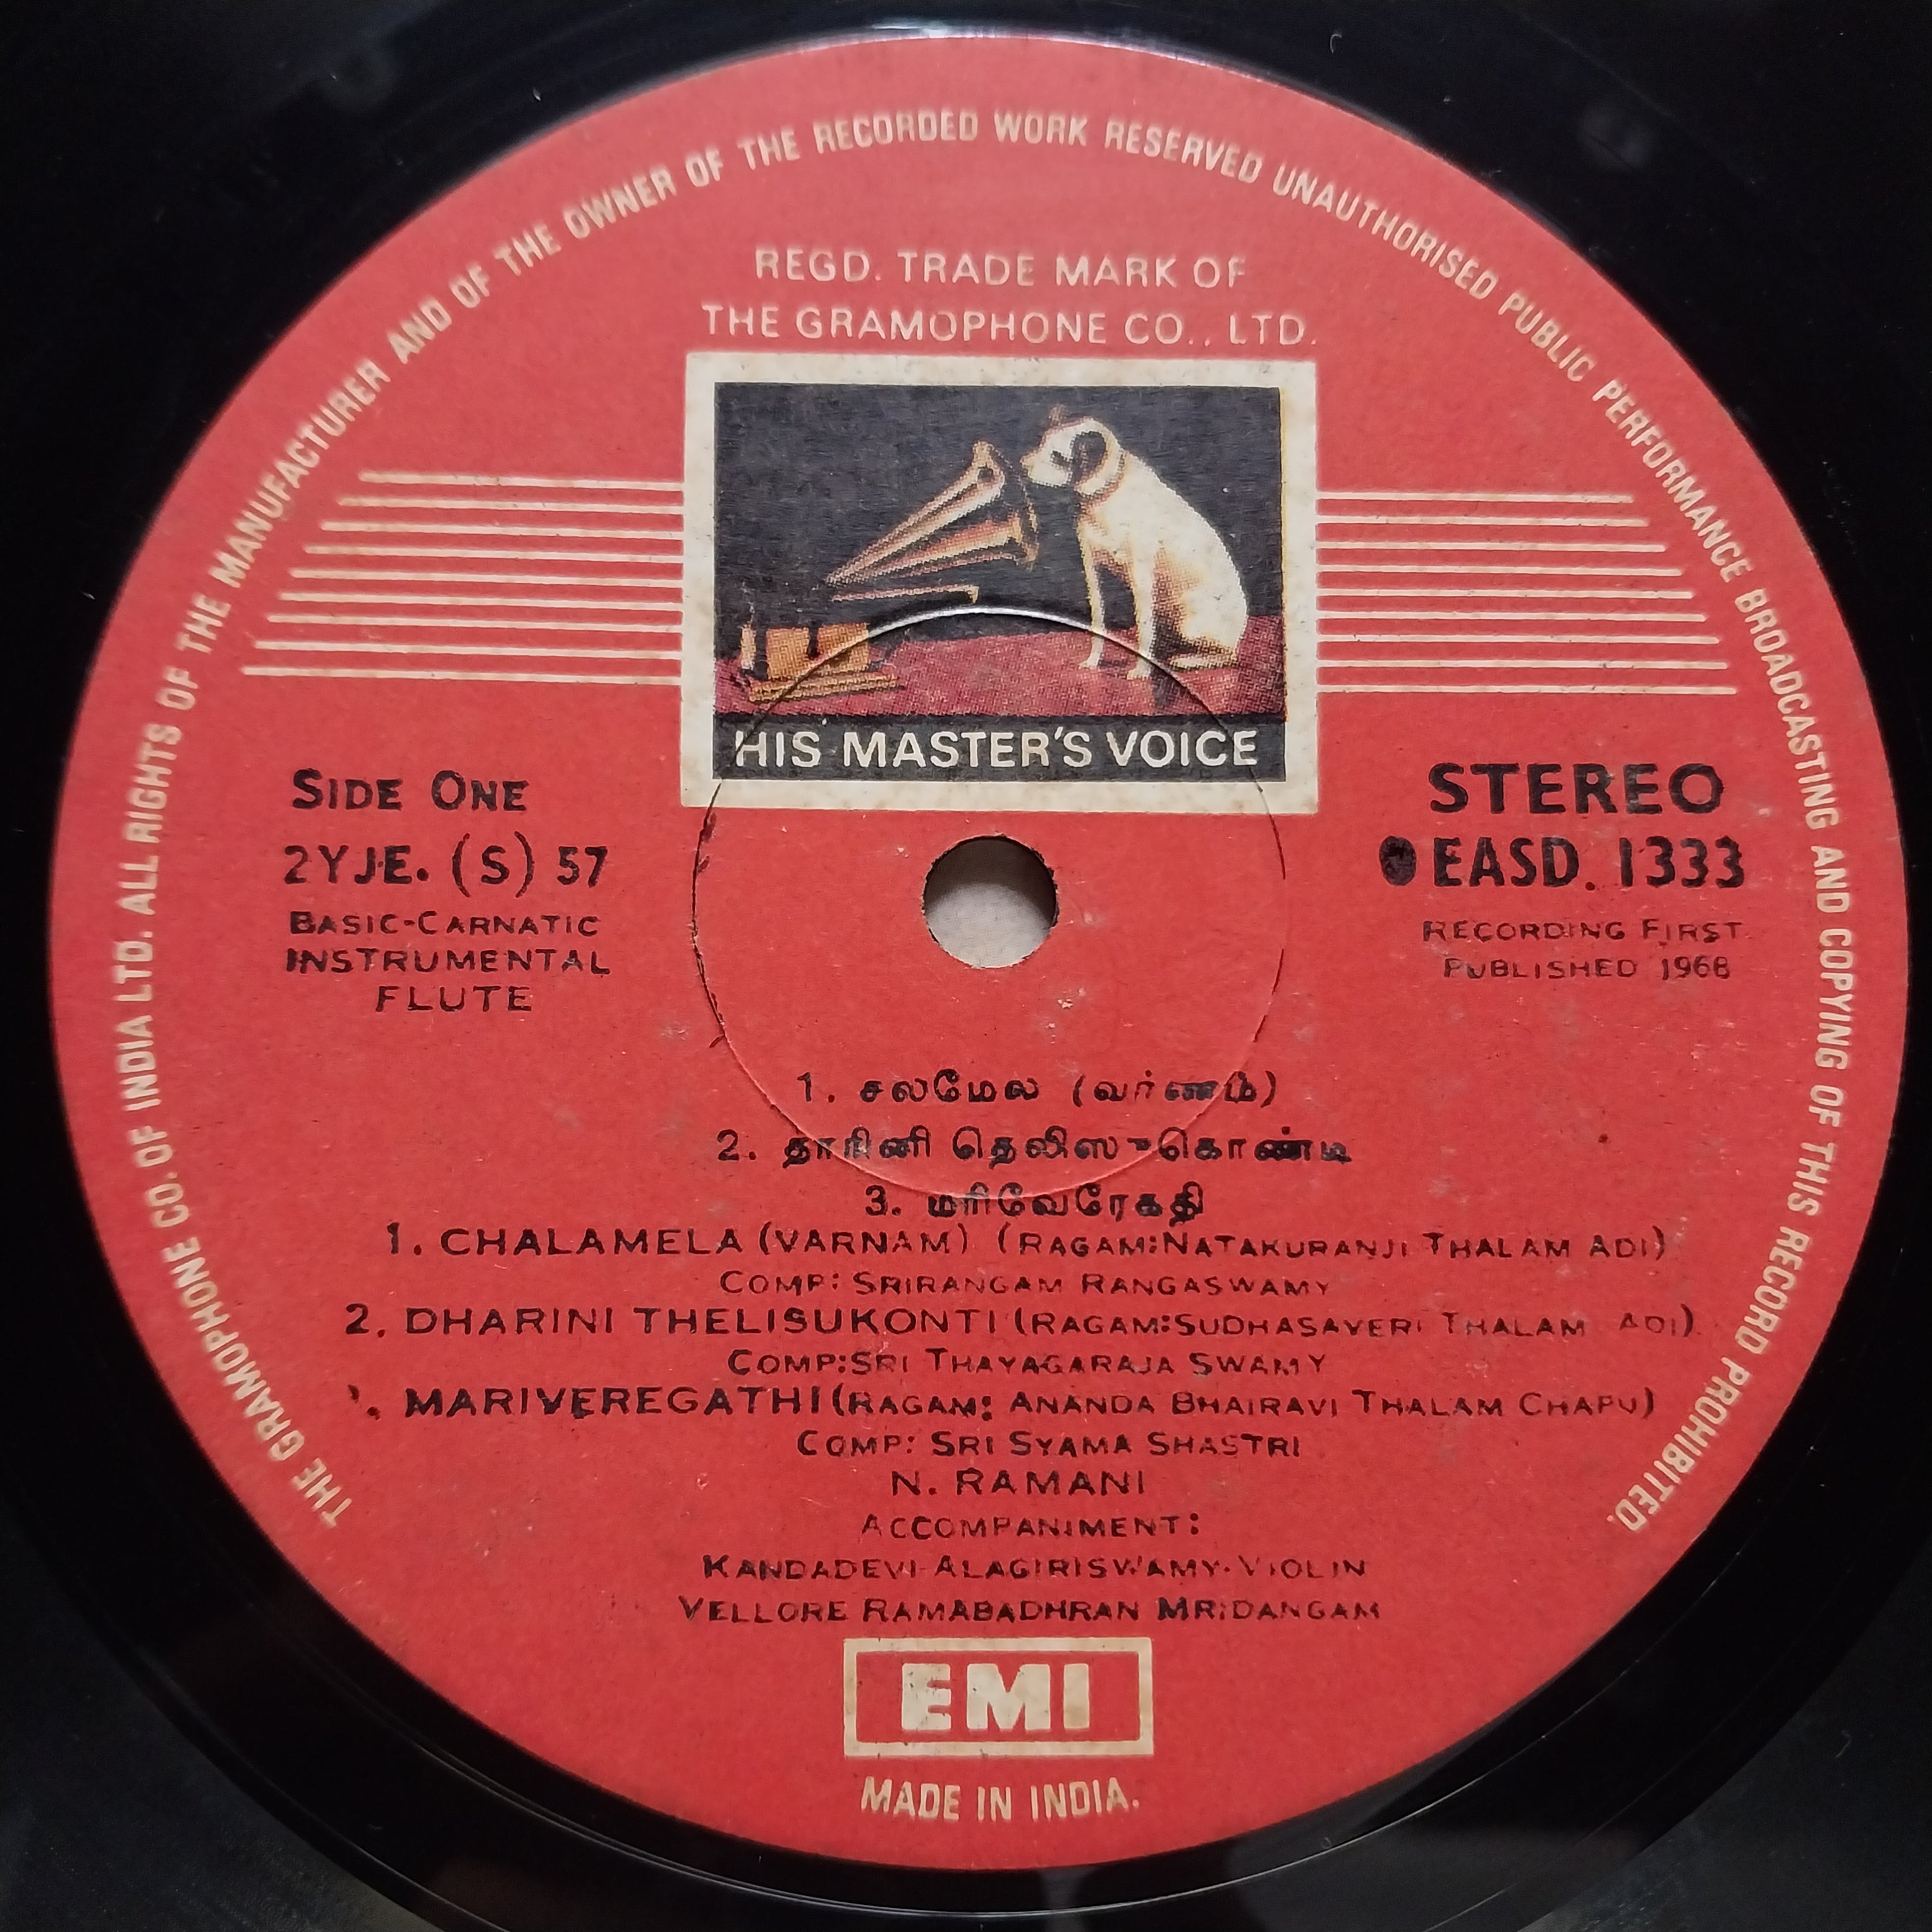 THE GRAMOPHONE CO. OF INDIA LTD. ALL RIGHTS OF THE MANUFACTURER AND OF THE OWNER OF THE RECORDED WORK RESERVED UNAUTHORISED PUBLIC PERFORMANCE BROADCASTING AND COPYING OF THIS RECORD PROHIBITED.
REGD. TRADE MARK OF
THE GRAMOPHONE CO., LTD.
HIS MASTER'S VOICE
SIDE ONE
2YJE. (S) 57
BASIC-CARNATIC
INSTRUMENTAL
FLUTE
STEREO
EASD. 1333
RECORDING FIRST
PUBLISHED 1968
1. சலமேல (வர்ணம்)
2. தாரினி தெலிஸுகொண்டி
3. மரிவேரேகதி
1. CHALAMELA (VARNAM) (RAGAM:NATAKURANJI THALAM ADI)
COMP: SRIRANGAM RANGASWAMY
2. DHARINI THELISUKONTI (RAGAM:SUDHASAVERI THALAM ADI)
COMP:SRI THAYAGARAJA SWAMY
. MARIVEREGATHI (RAGAM: ANANDA BHAIRAVI THALAM CHAPU)
COMP: SRI SYAMA SHASTRI
N. RAMANI
ACCOMPANIMENT:
KANDADEVI-ALAGIRISWAMY-VIOLIN
VELLORE RAMABADHRAN MRIDANGAM
EMI
MADE IN INDIA.